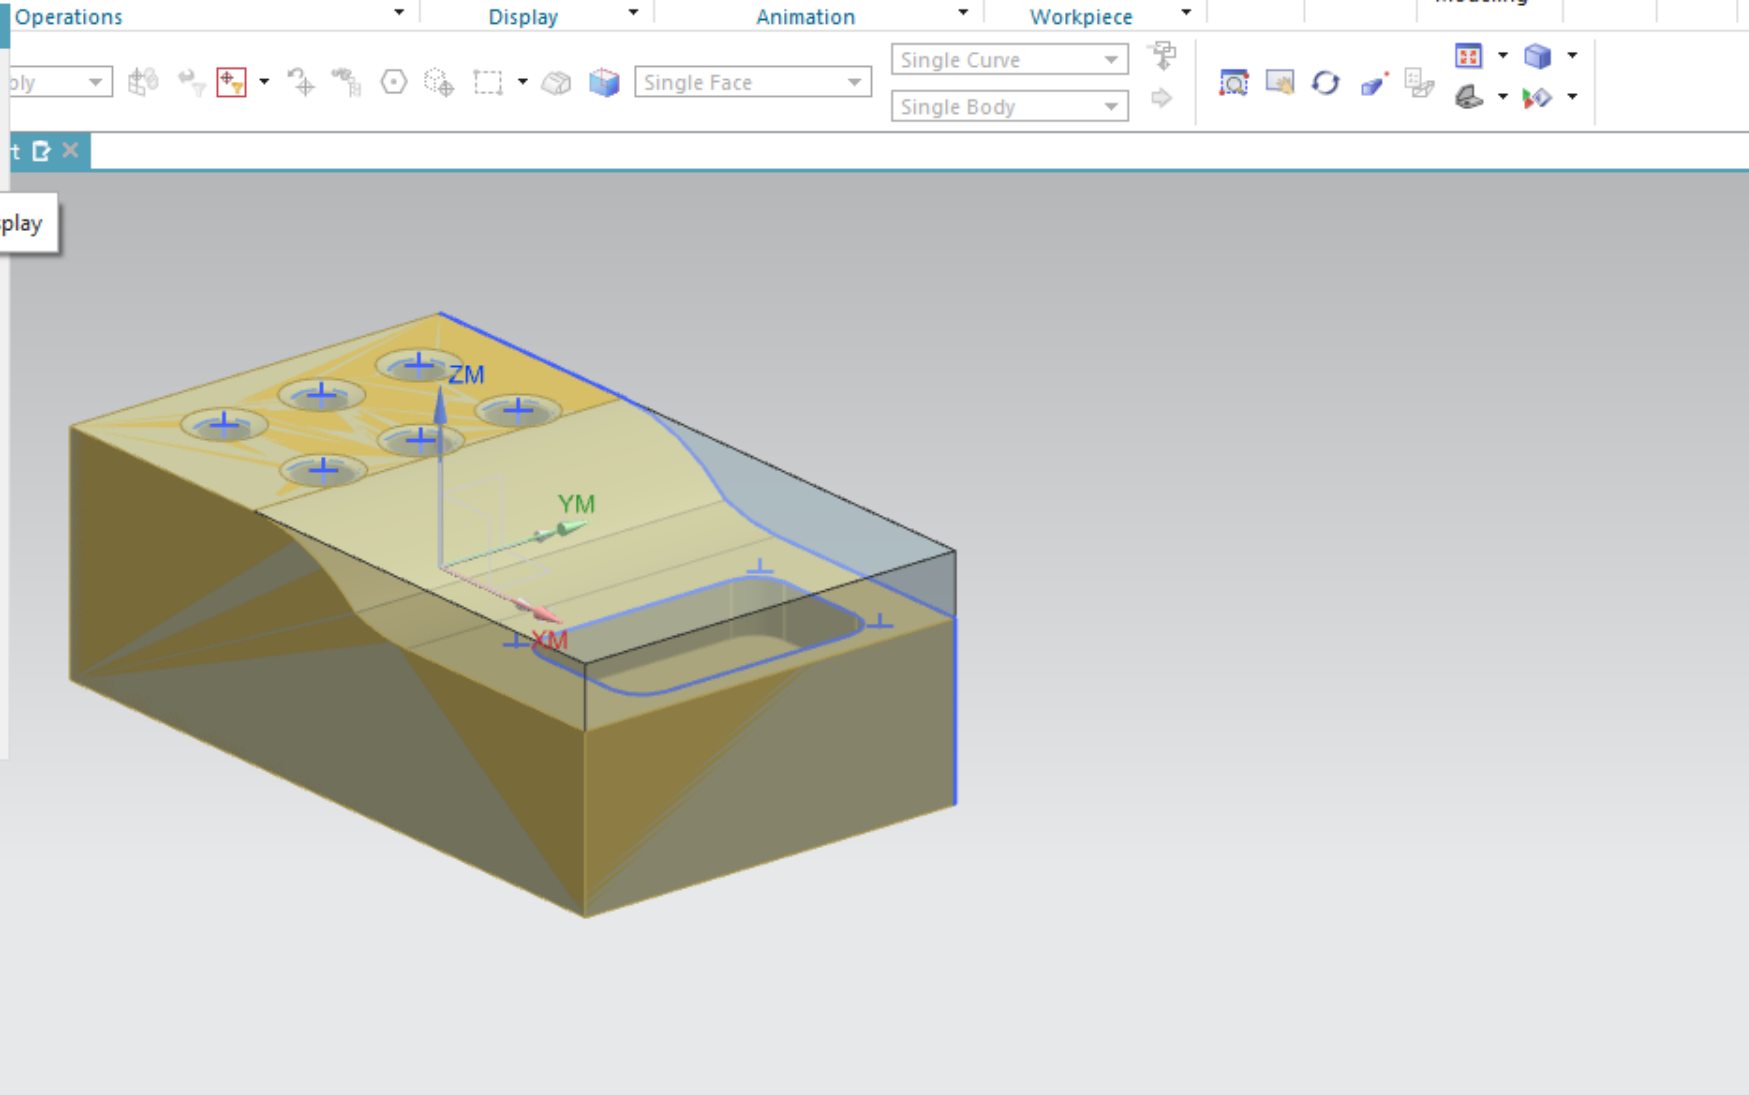 Operations
Display
Animation
Workpiece
Single Face
Single Curve
Single Body
play
ZM
YM
XM